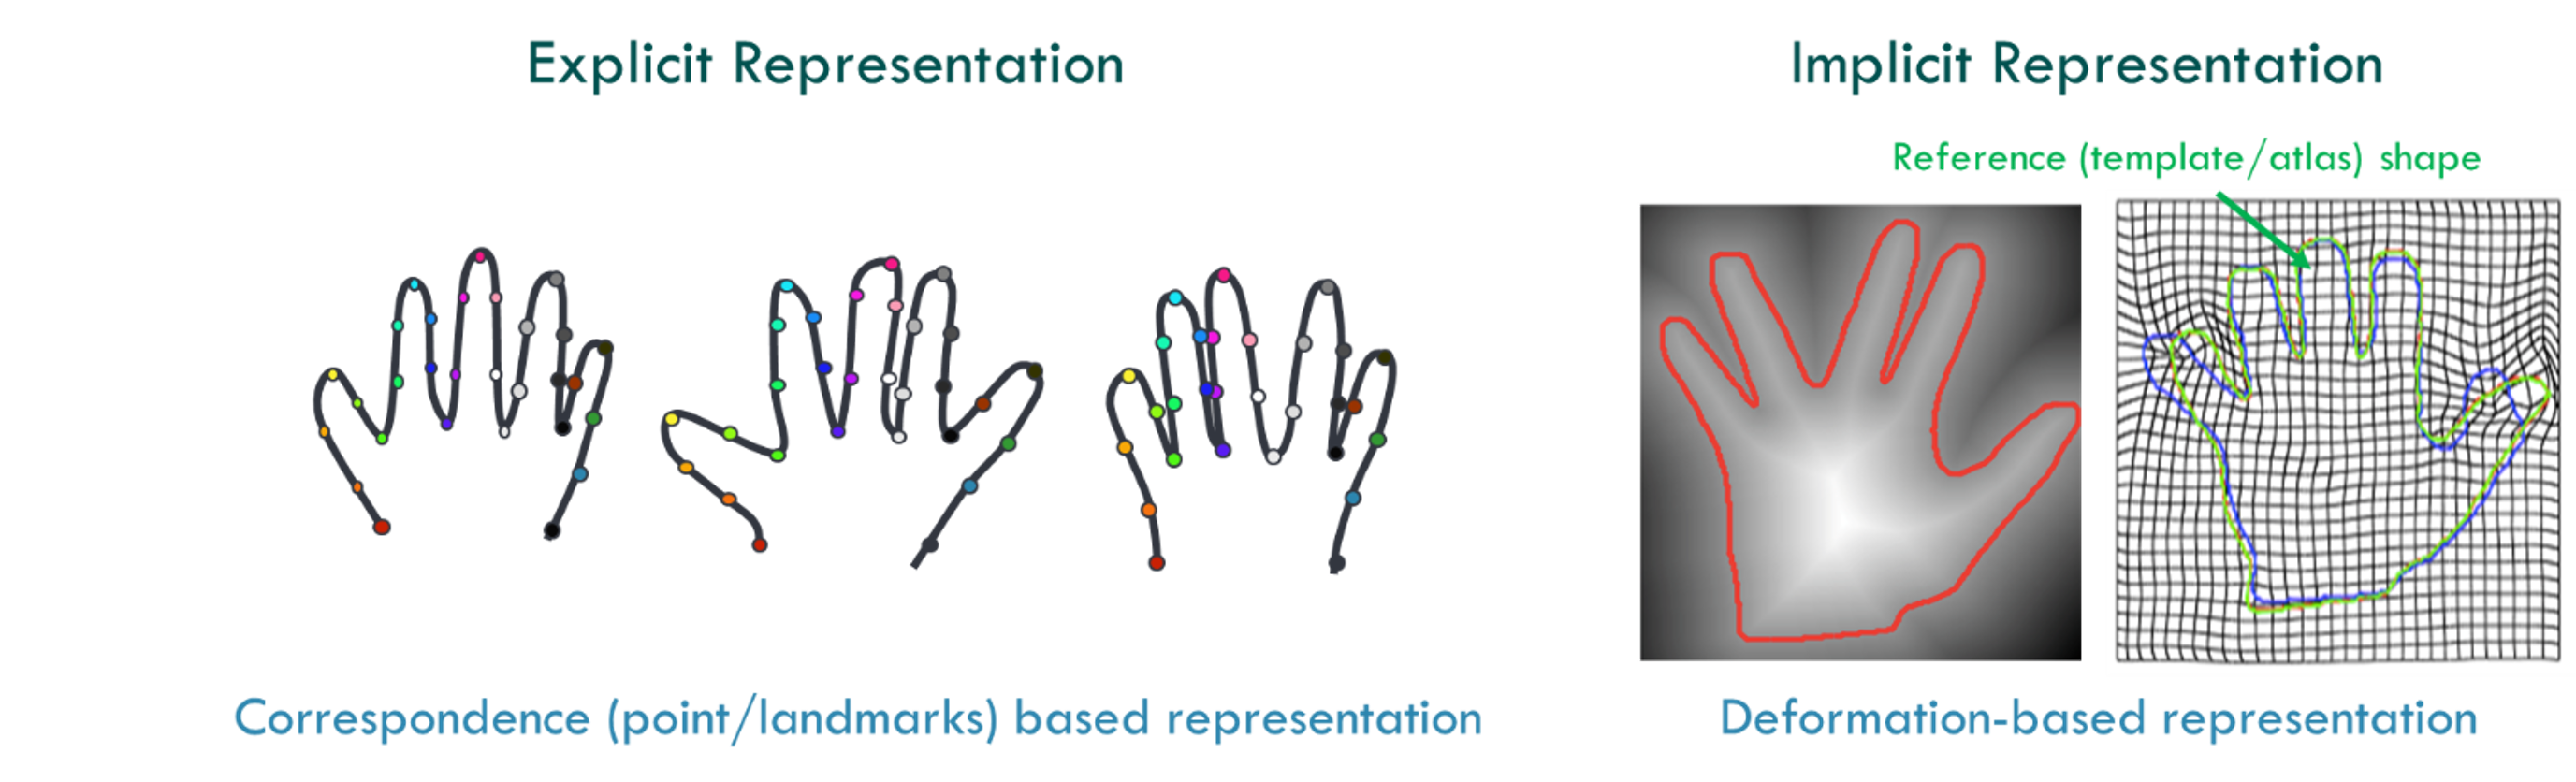 Explicit Representation
Implicit Representation
Reference (template/atlas) shape
Correspondence (point/landmarks) based representation
Deformation-based representation